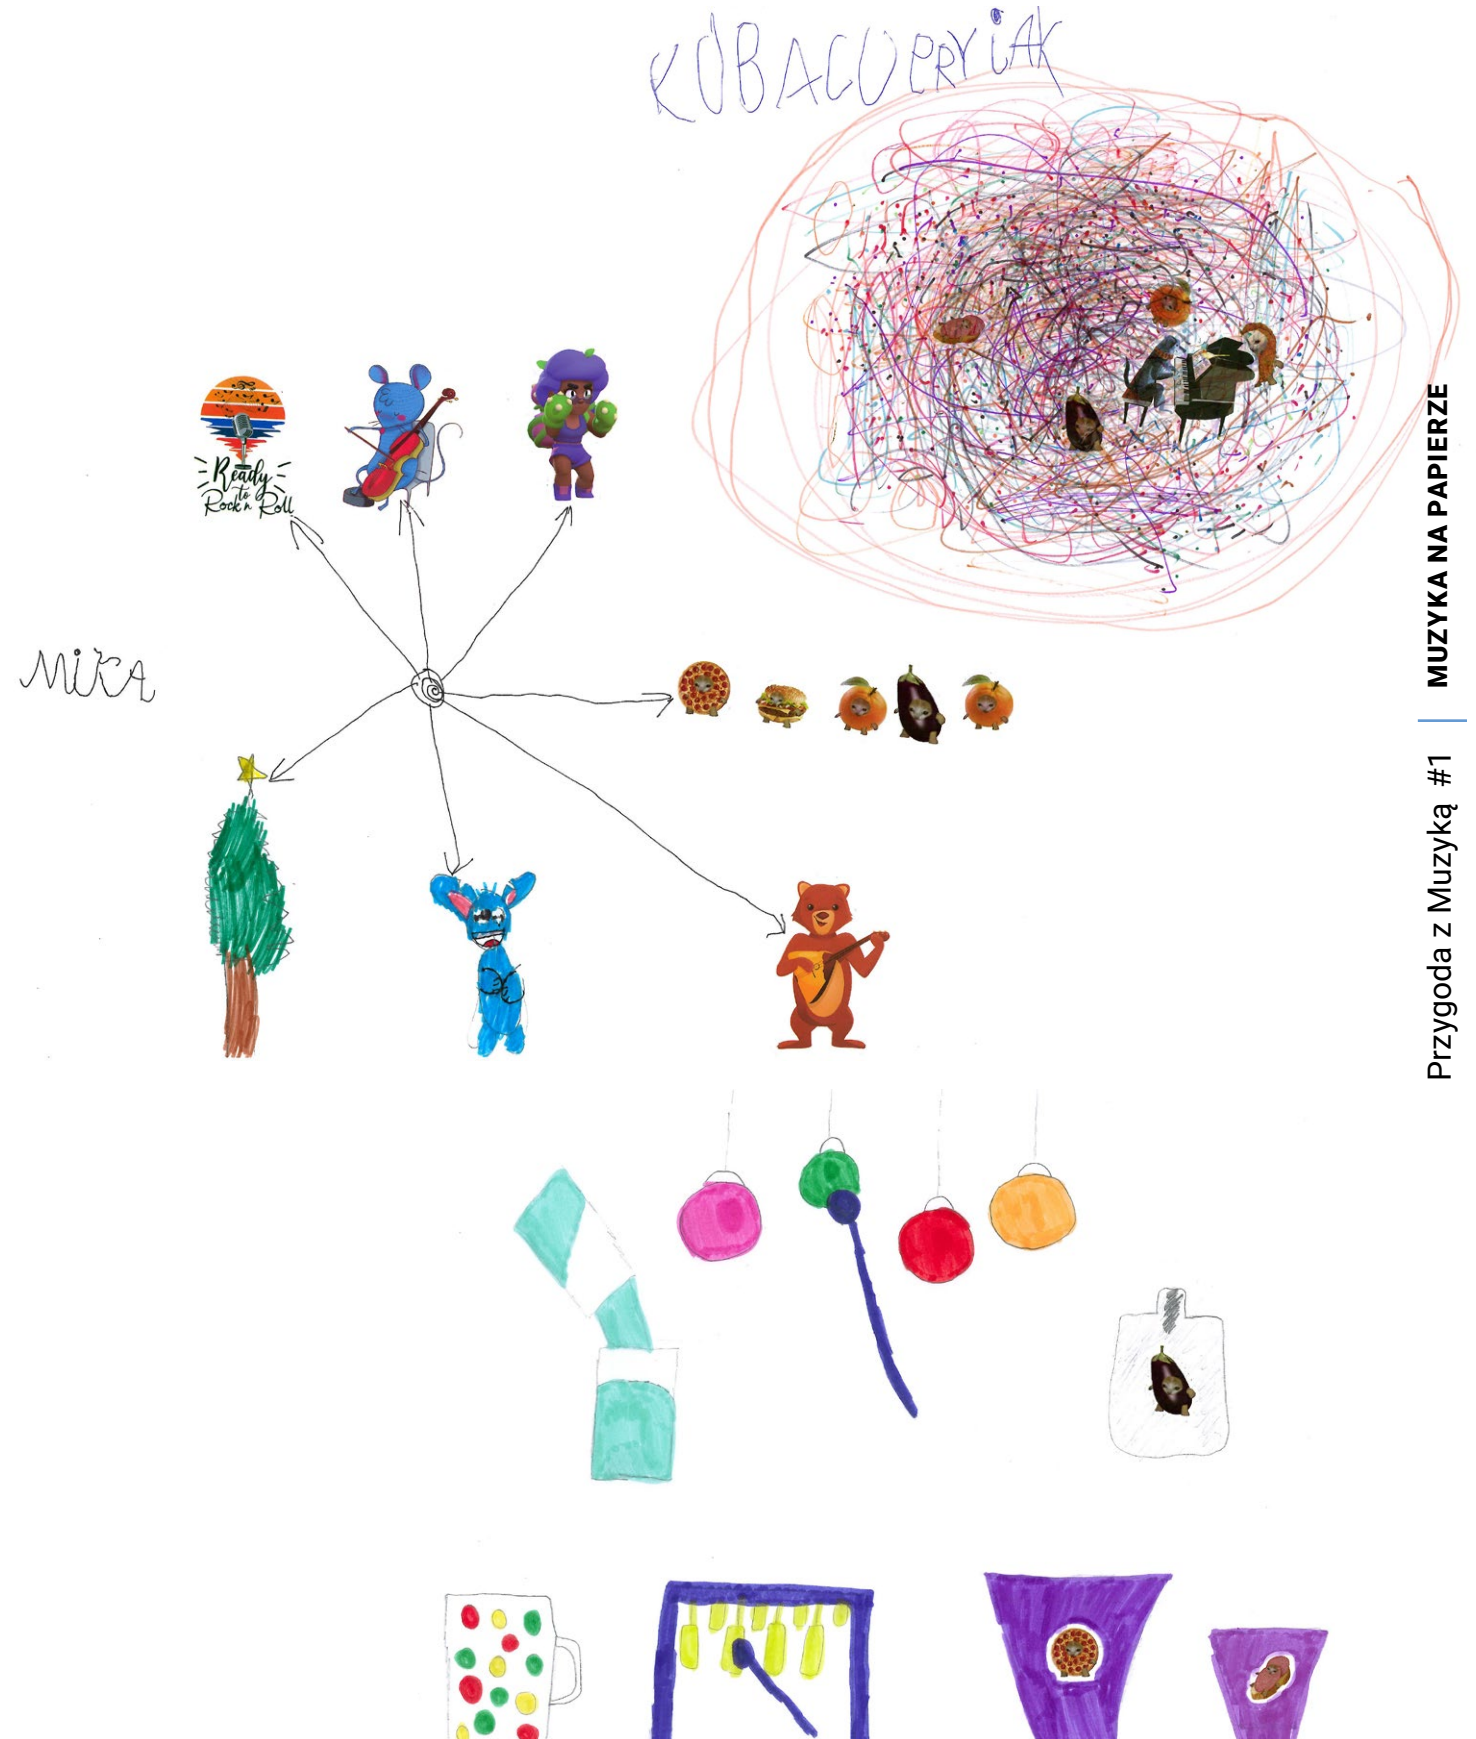 KUBACUPRYiAK
Ready
to
Rock n' Roll
MiKA
MUZYKA NA PAPIERZE
Przygoda z Muzyką #1